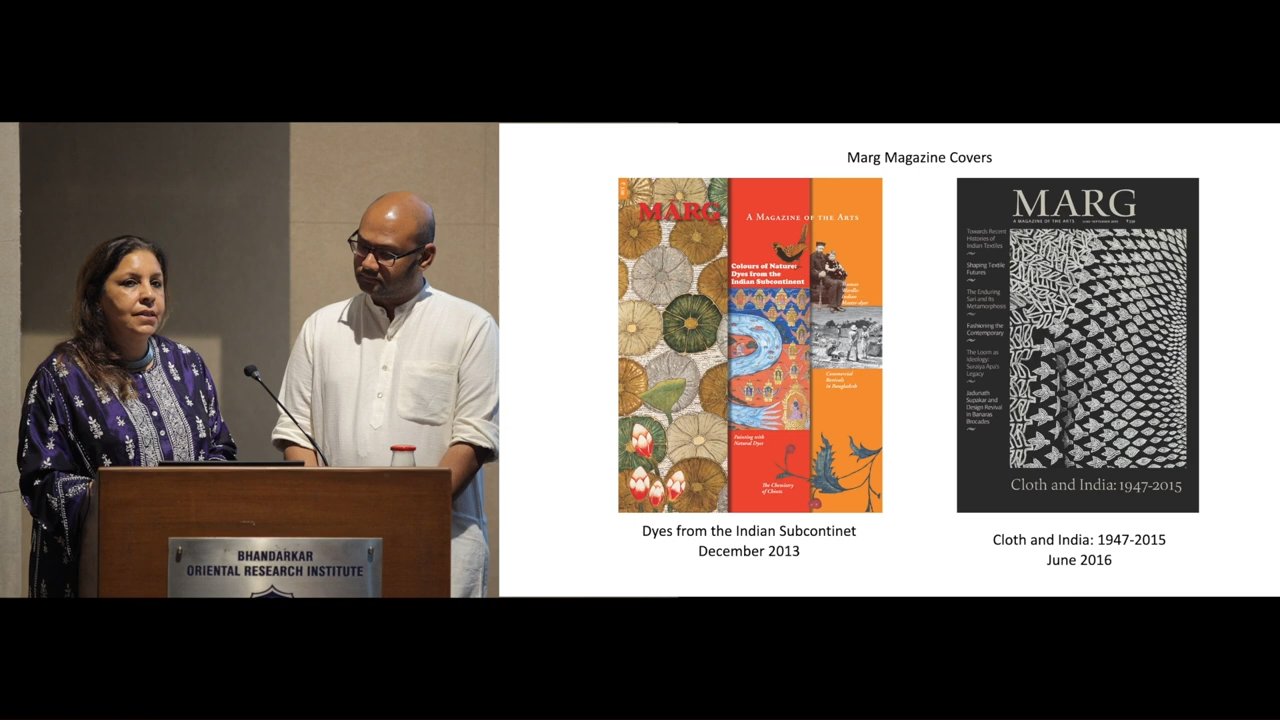 BHANDARKAR
ORIENTAL RESEARCH INSTITUTE
Marg Magazine Covers
MARG
A MAGAZINE OF THE ARTS
Colours of Nature:
Dyes from the
Indian Subcontinent
Commercial
Revivals
in Bangladesh
Painting with
Natural Dyes
The Chemistry
of Chintz
Dyes from the Indian Subcontinet
December 2013
MARG
A MAGAZINE OF THE ARTS
Towards Recent
Histories of
Indian Textiles
Shaping Textile
Futures
The Enduring
Sari and Its
Metamorphosis
Fashioning the
Contemporary
The Loom as
Ideology:
Suraiya Apa's
Legacy
Jadunath
Supakar and
Design Revival
in Banaras
Brocades
Cloth and India: 1947-2015
Cloth and India: 1947-2015
June 2016